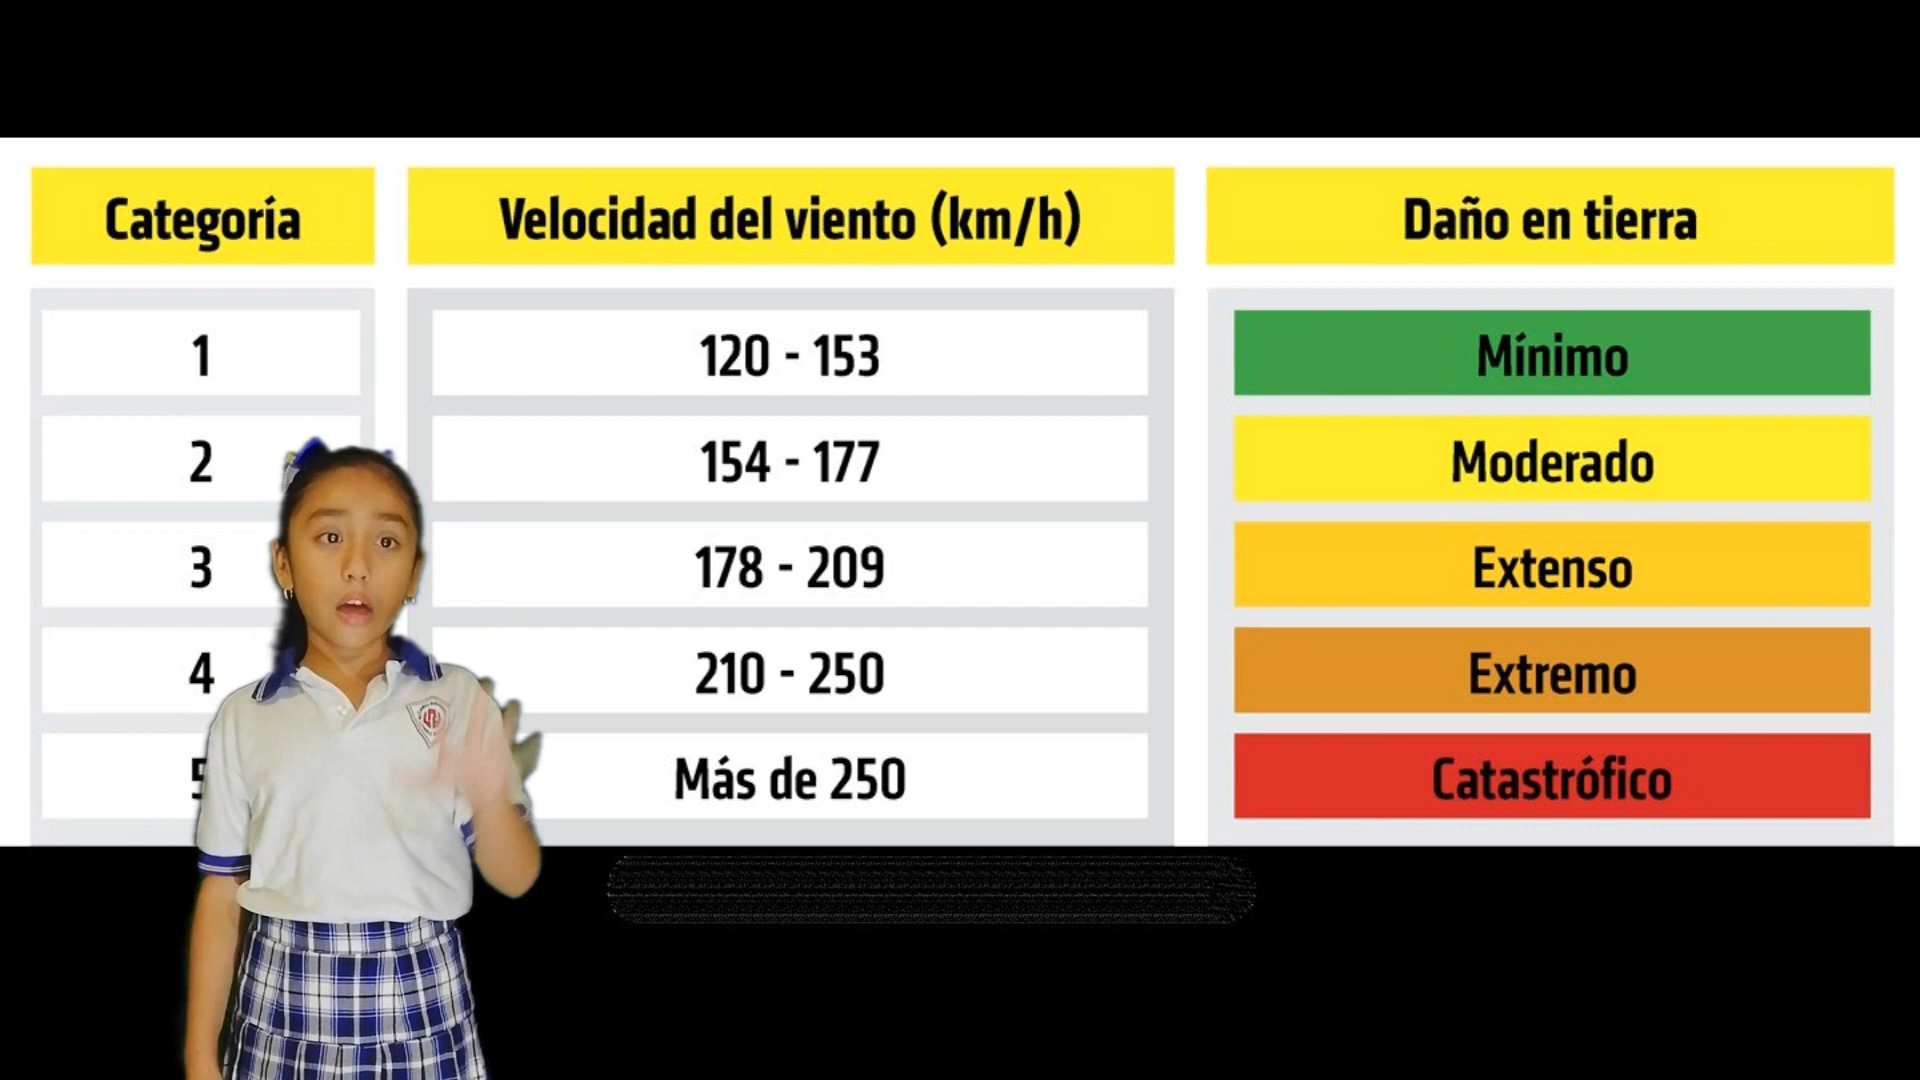 Categoría Velocidad del viento (km/h) Daño en tierra
1 120 - 153 Mínimo
2 154 - 177 Moderado
3 178 - 209 Extenso
4 210 - 250 Extremo
5 Más de 250 Catastrófico